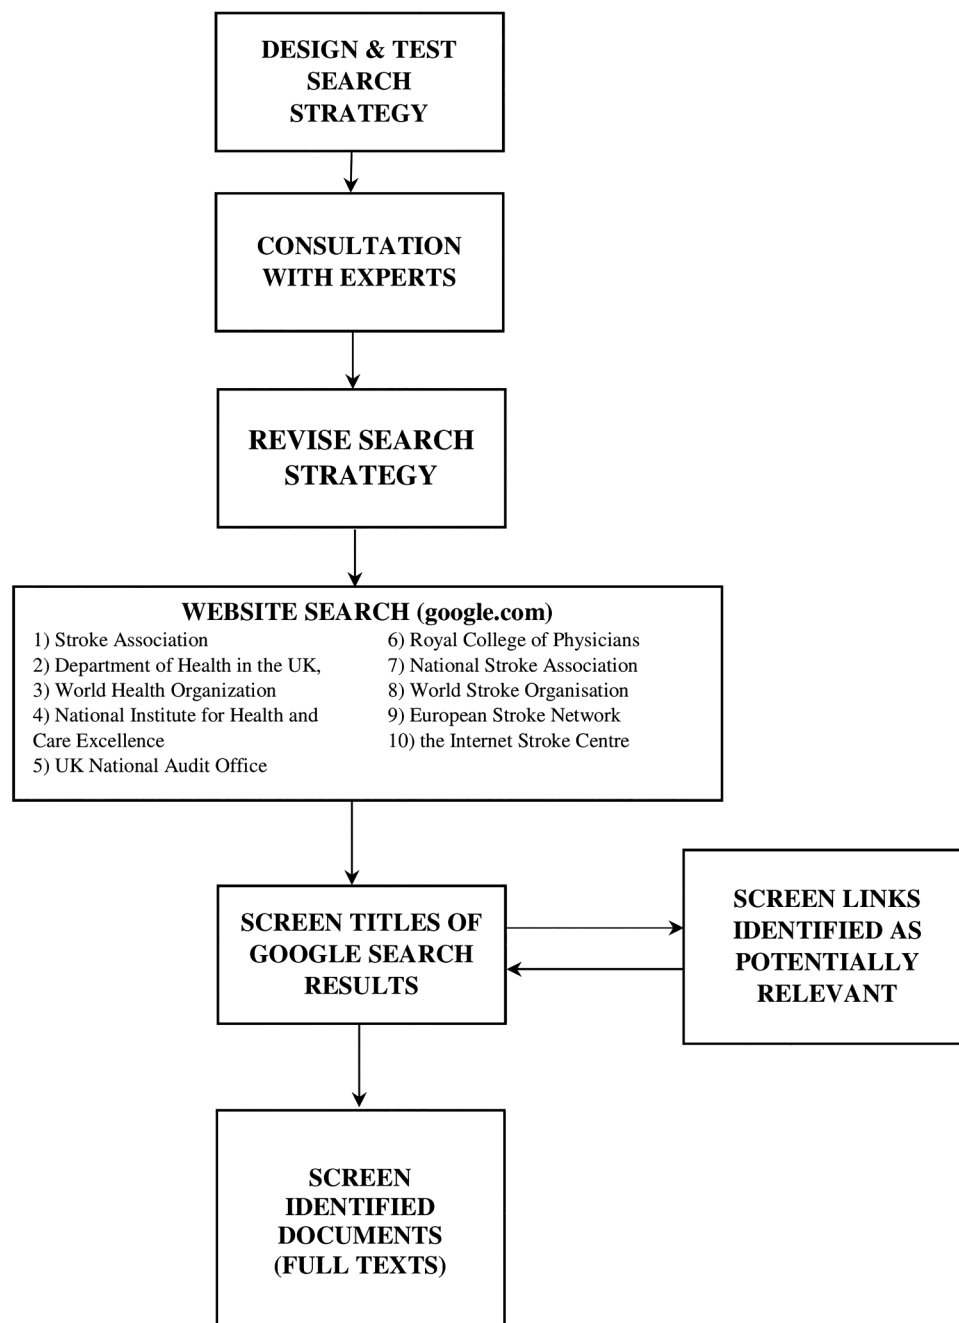 DESIGN & TEST
SEARCH
STRATEGY
CONSULTATION
WITH EXPERTS
REVISE SEARCH
STRATEGY
WEBSITE SEARCH (google.com)
1) Stroke Association
2) Department of Health in the UK,
3) World Health Organization
4) National Institute for Health and
Care Excellence
5) UK National Audit Office
6) Royal College of Physicians
7) National Stroke Association
8) World Stroke Organisation
9) European Stroke Network
10) the Internet Stroke Centre
SCREEN TITLES OF
GOOGLE SEARCH
RESULTS
SCREEN LINKS
IDENTIFIED AS
POTENTIALLY
RELEVANT
SCREEN
IDENTIFIED
DOCUMENTS
(FULL TEXTS)